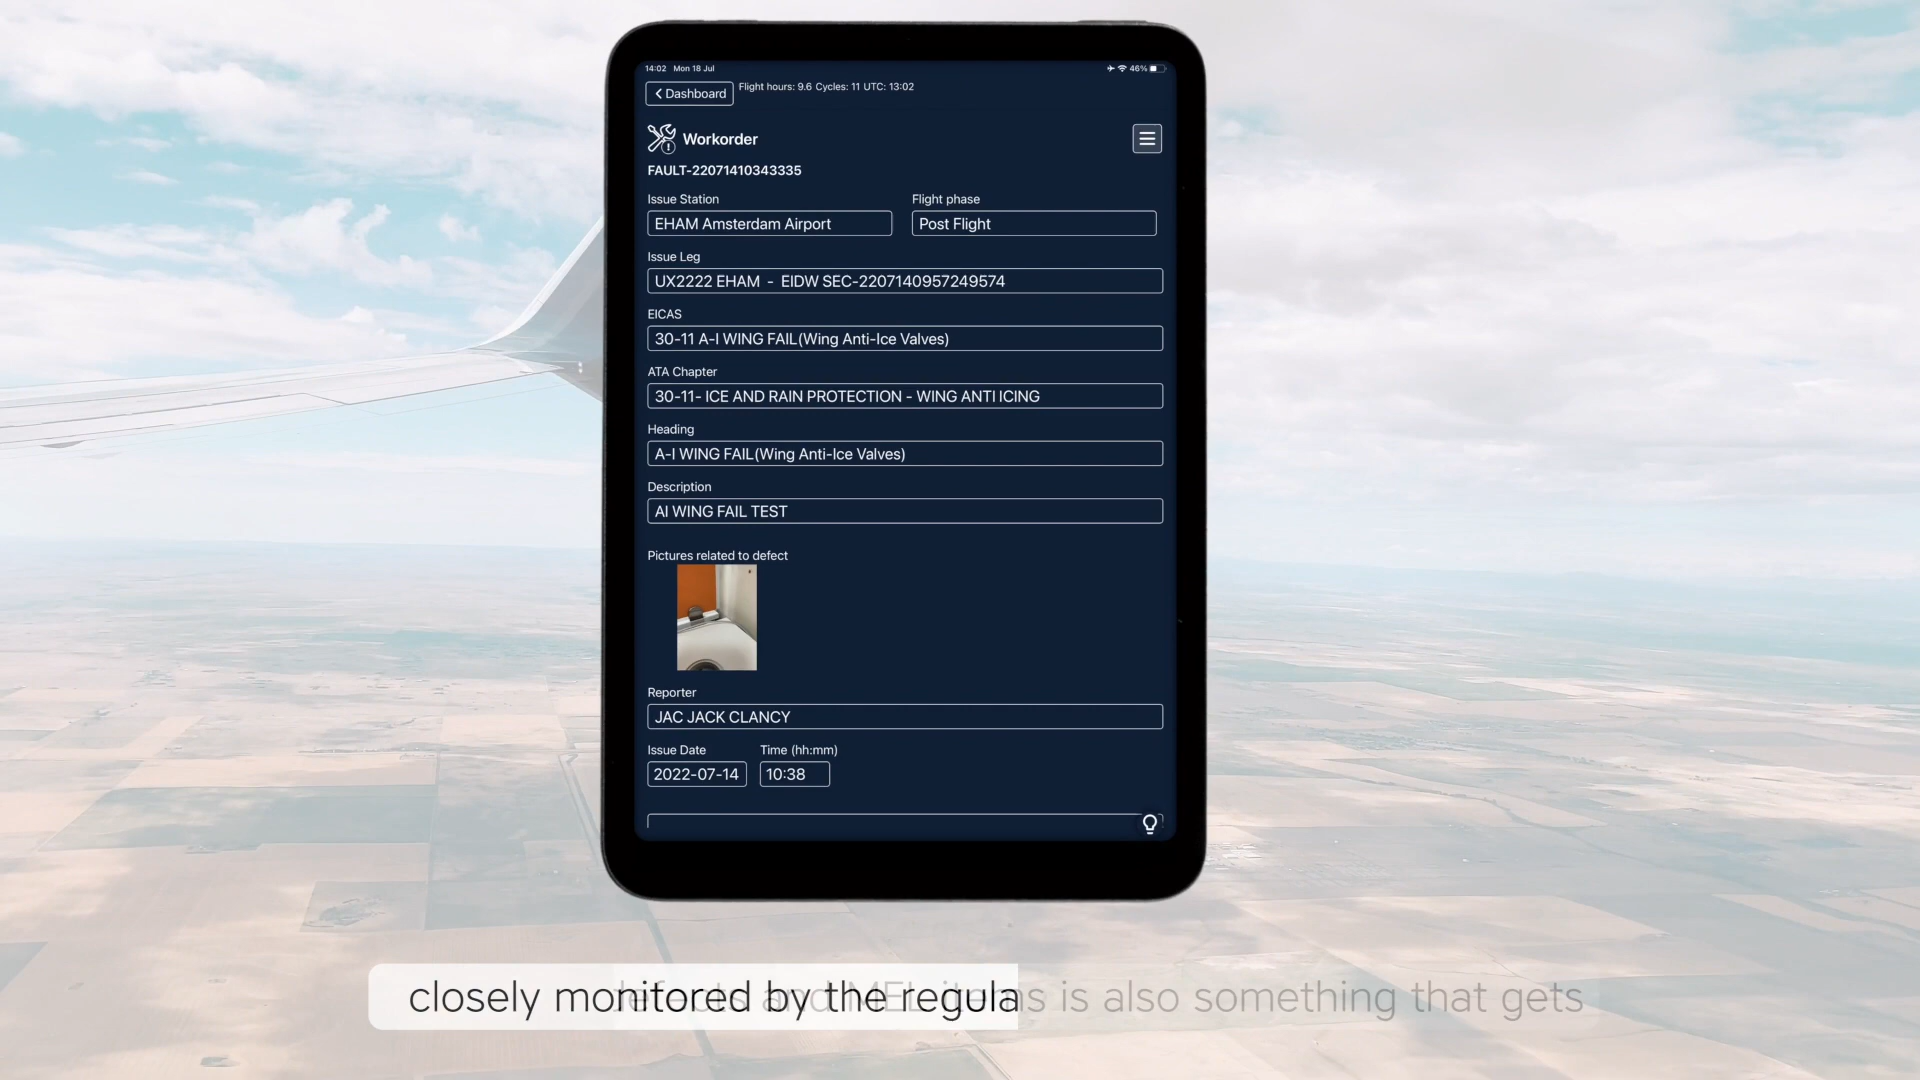 14:02 Mon 18 Jul
46%
Dashboard
Flight hours: 9.6 Cycles: 11 UTC: 13:02
Workorder
FAULT-22071410343335
Issue Station
Flight phase
EHAM Amsterdam Airport
Post Flight
Issue Leg
UX2222 EHAM - EIDW SEC-2207140957249574
EICAS
30-11 A-I WING FAIL(Wing Anti-Ice Valves)
ATA Chapter
30-11- ICE AND RAIN PROTECTION - WING ANTI ICING
Heading
A-I WING FAIL(Wing Anti-Ice Valves)
Description
AI WING FAIL TEST
Pictures related to defect
Reporter
JAC JACK CLANCY
Issue Date
Time (hh:mm)
2022-07-14
10:38
closely monitored by the regula
is also something that gets